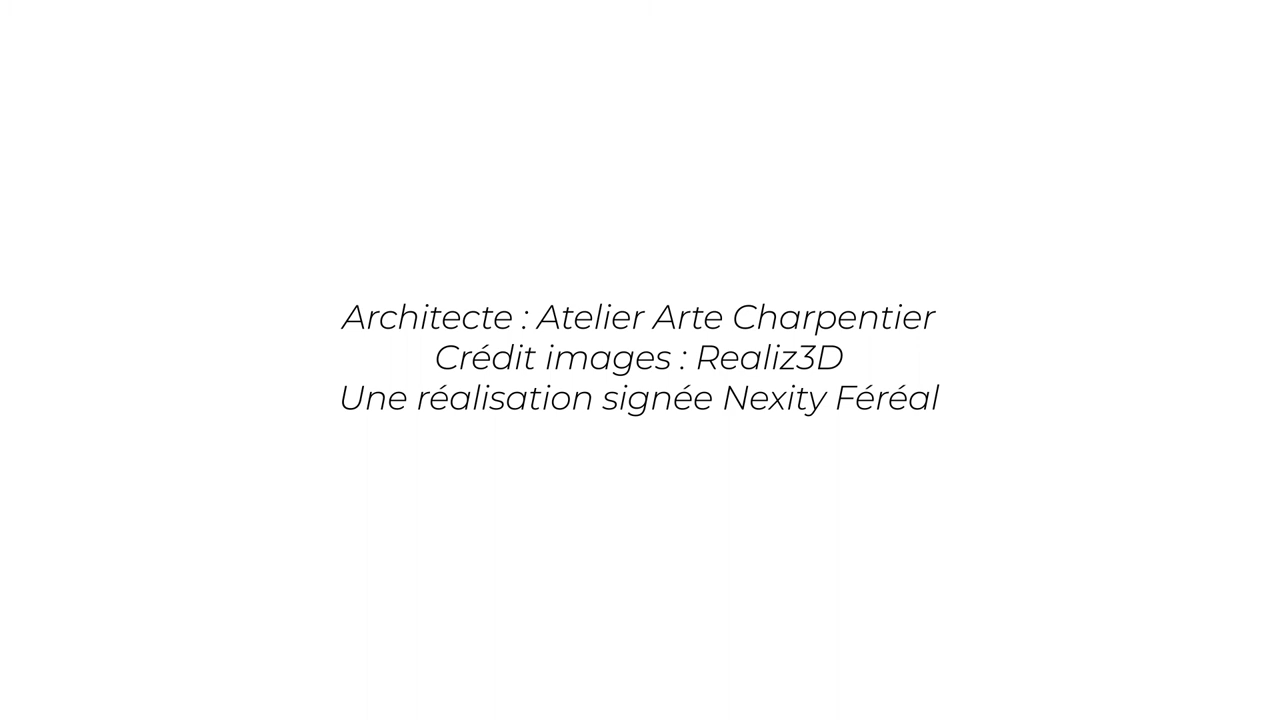 Architecte : Atelier Arte Charpentier
Crédit images : Realiz3D
Une réalisation signée Nexity Féréal